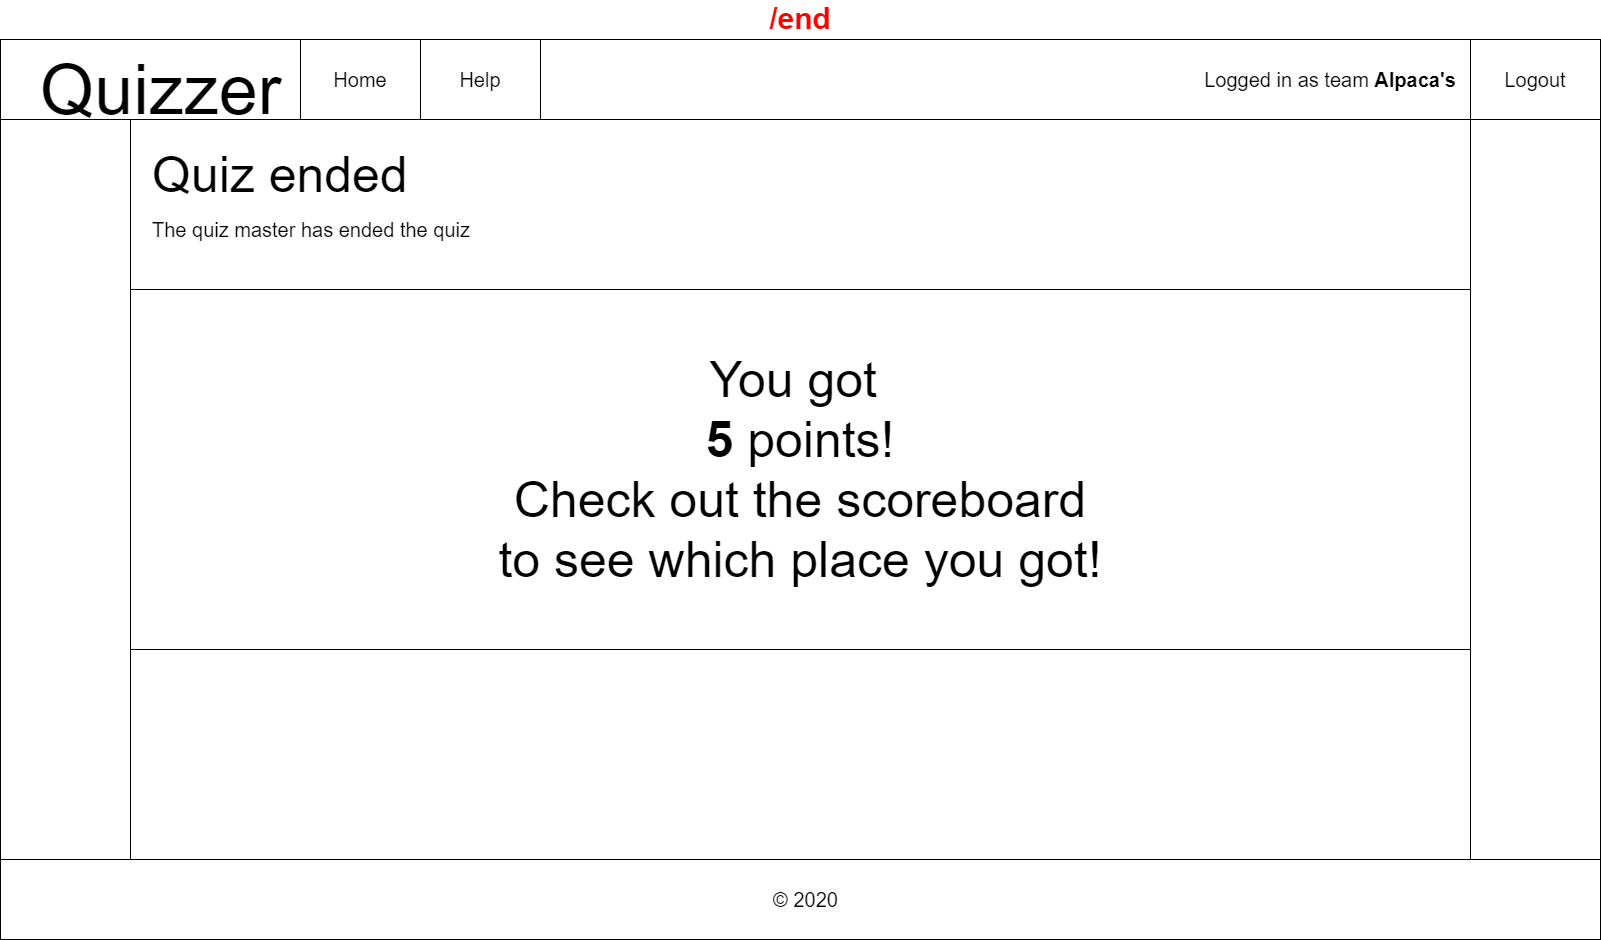 /end
Quizzer
Home
Help
Logged in as team Alpaca's
Logout
Quiz ended
The quiz master has ended the quiz
You got
5 points!
Check out the scoreboard
to see which place you got!
© 2020